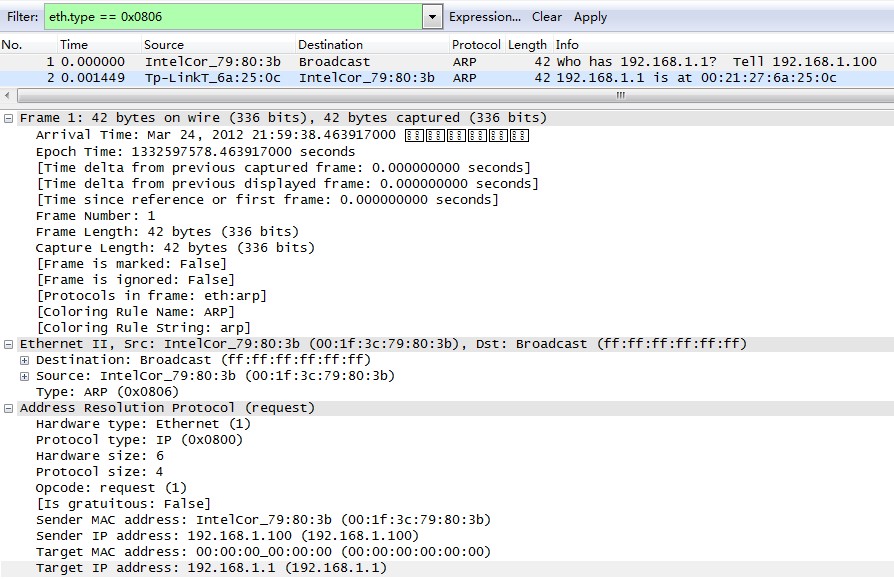 Filter: eth.type == 0x0806 Expression... Clear Apply
No. Time Source Destination Protocol Length Info
1 0.000000 IntelCor_79:80:3b Broadcast ARP 42 Who has 192.168.1.1? Tell 192.168.1.100
2 0.001449 Tp-LinkT_6a:25:0c IntelCor_79:80:3b ARP 42 192.168.1.1 is at 00:21:27:6a:25:0c
Frame 1: 42 bytes on wire (336 bits), 42 bytes captured (336 bits)
Arrival Time: Mar 24, 2012 21:59:38.463917000
Epoch Time: 1332597578.463917000 seconds
[Time delta from previous captured frame: 0.000000000 seconds]
[Time delta from previous displayed frame: 0.000000000 seconds]
[Time since reference or first frame: 0.000000000 seconds]
Frame Number: 1
Frame Length: 42 bytes (336 bits)
Capture Length: 42 bytes (336 bits)
[Frame is marked: False]
[Frame is ignored: False]
[Protocols in frame: eth:arp]
[Coloring Rule Name: ARP]
[Coloring Rule String: arp]
Ethernet II, Src: IntelCor_79:80:3b (00:1f:3c:79:80:3b), Dst: Broadcast (ff:ff:ff:ff:ff:ff)
Destination: Broadcast (ff:ff:ff:ff:ff:ff)
Source: IntelCor_79:80:3b (00:1f:3c:79:80:3b)
Type: ARP (0x0806)
Address Resolution Protocol (request)
Hardware type: Ethernet (1)
Protocol type: IP (0x0800)
Hardware size: 6
Protocol size: 4
Opcode: request (1)
[Is gratuitous: False]
Sender MAC address: IntelCor_79:80:3b (00:1f:3c:79:80:3b)
Sender IP address: 192.168.1.100 (192.168.1.100)
Target MAC address: 00:00:00_00:00:00 (00:00:00:00:00:00)
Target IP address: 192.168.1.1 (192.168.1.1)